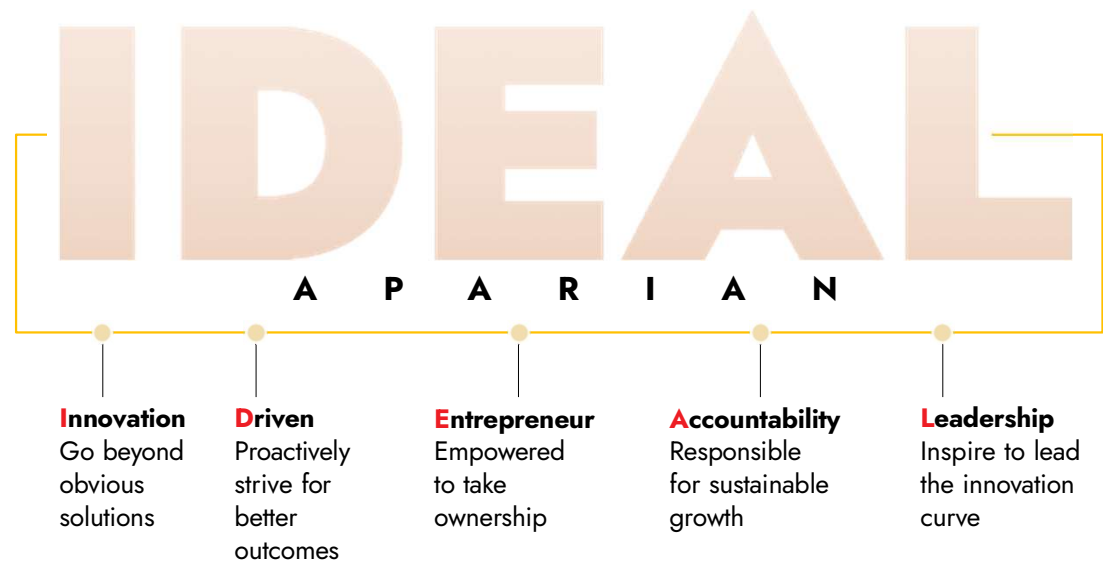 IDEAL
APARIAN
Innovation
Go beyond
obvious
solutions
Driven
Proactively
strive for
better
outcomes
Entrepreneur
Empowered
to take
ownership
Accountability
Responsible
for sustainable
growth
Leadership
Inspire to lead
the innovation
curve